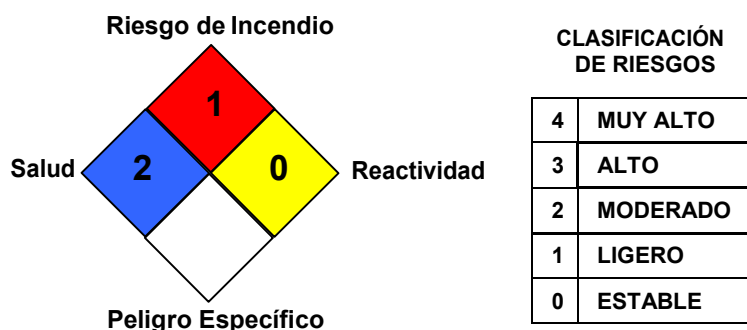 Riesgo de Incendio
1
Salud
2
0
Reactividad
Peligro Específico
CLASIFICACIÓN
DE RIESGOS
4 MUY ALTO
3 ALTO
2 MODERADO
1 LIGERO
0 ESTABLE